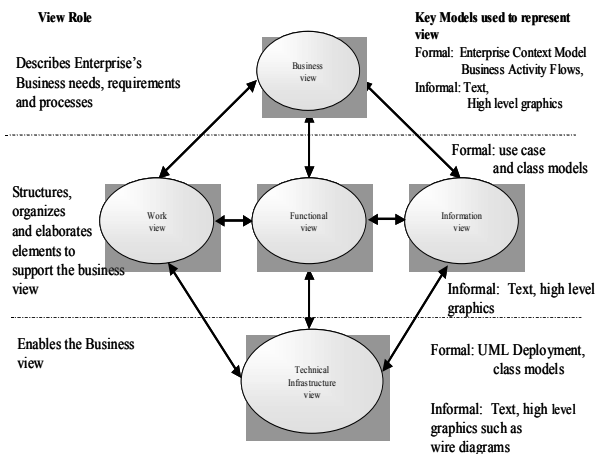 View Role
Key Models used to represent
view
Formal: Enterprise Context Model
Business Activity Flows,
Informal: Text,
High level graphics
Describes Enterprise's
Business needs, requirements
and processes
Business
view
Formal: use case
and class models
Structures,
organizes
and elaborates
elements to
support the business
view
Work
view
Functional
view
Information
view
Informal: Text, high level
graphics
Enables the Business
view
Technical
Infrastructure
view
Formal: UML Deployment,
class models
Informal: Text, high level
graphics such as
wire diagrams